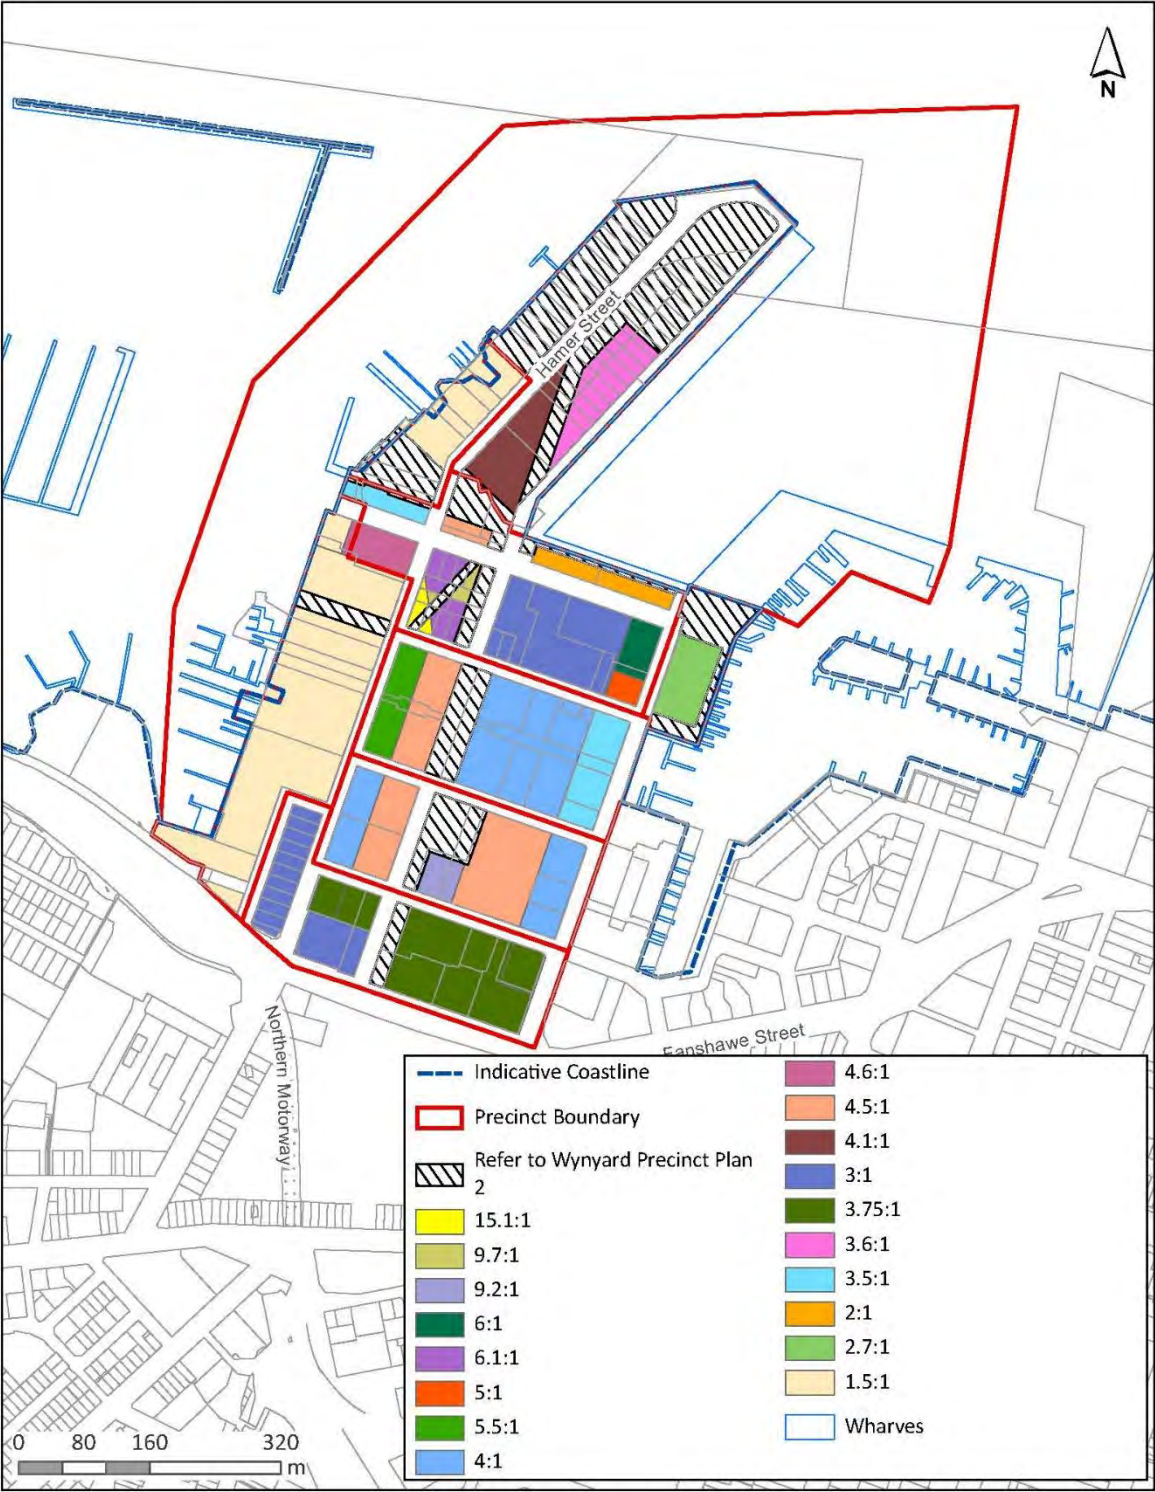 N
Hamer Street
Northern Motorway
Fanshawe Street
Indicative Coastline
Precinct Boundary
Refer to Wynyard Precinct Plan
2
15.1:1
9.7:1
9.2:1
6:1
6.1:1
5:1
5.5:1
4:1
4.6:1
4.5:1
4.1:1
3:1
3.75:1
3.6:1
3.5:1
2:1
2.7:1
1.5:1
Wharves
0 80 160 320
m